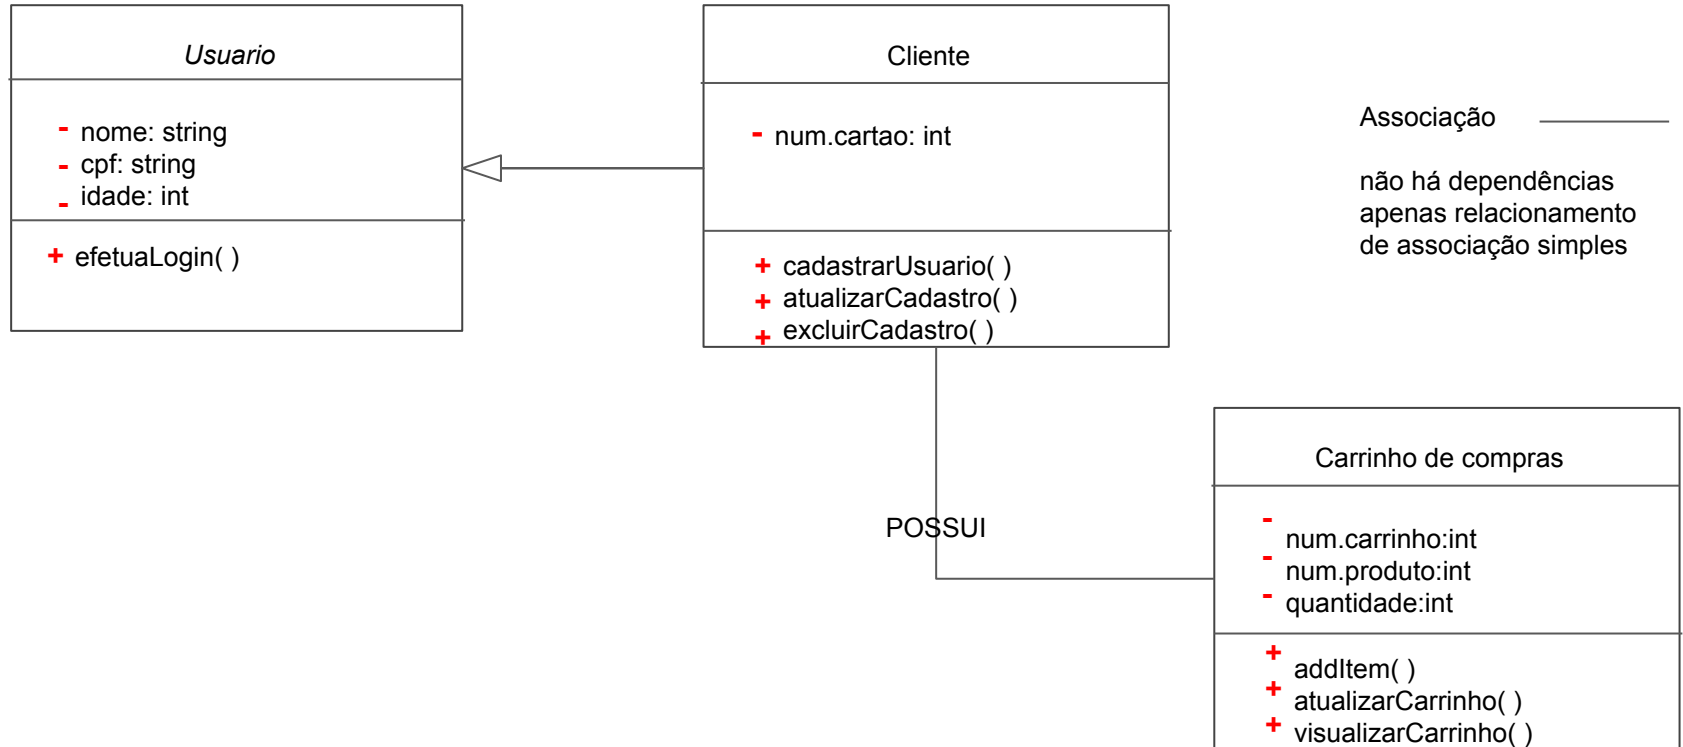 Usuario
- nome: string
- cpf: string
- idade: int
+ efetuaLogin( )
Cliente
- num.cartao: int
+ cadastrarUsuario( )
+ atualizarCadastro( )
+ excluirCadastro( )
Associação
não há dependências
apenas relacionamento
de associação simples
POSSUI
Carrinho de compras
- num.carrinho:int
- num.produto:int
- quantidade:int
+ addItem( )
+ atualizarCarrinho( )
+ visualizarCarrinho( )